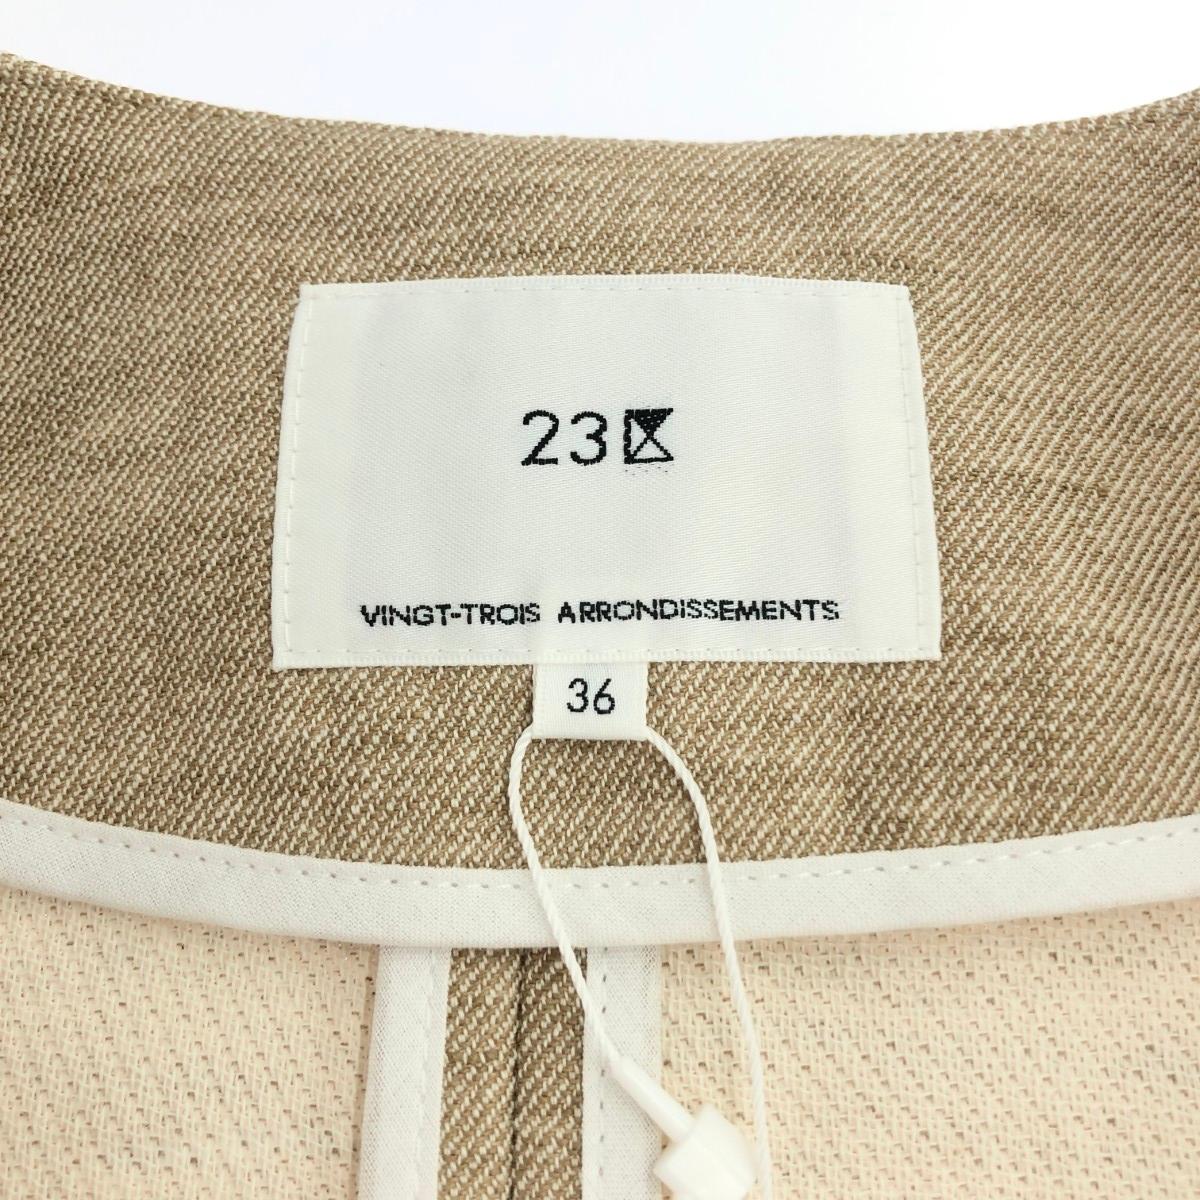 23区
VINGT-TROIS ARRONDISSEMENTS
36